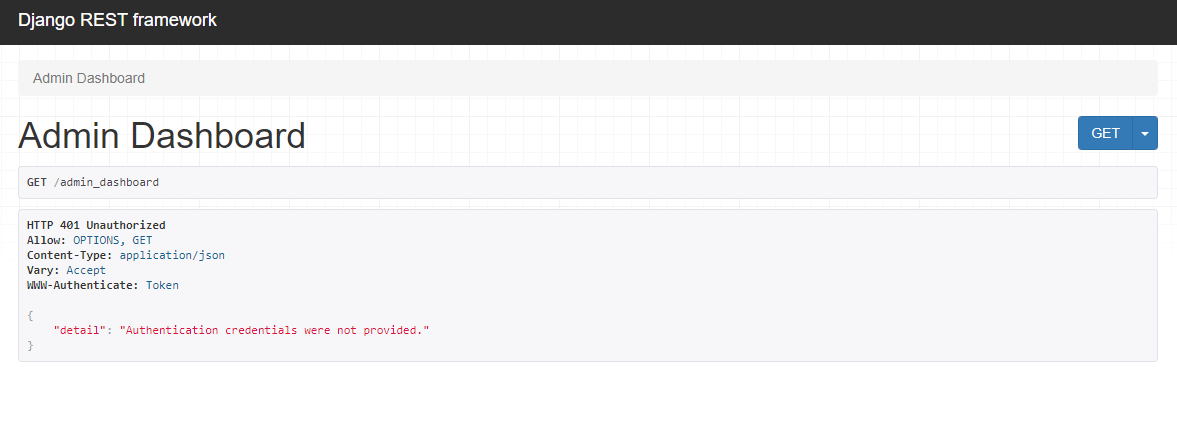 Django REST framework
Admin Dashboard
Admin Dashboard
GET
GET /admin_dashboard
HTTP 401 Unauthorized
Allow: OPTIONS, GET
Content-Type: application/json
Vary: Accept
WWW-Authenticate: Token
{
    "detail": "Authentication credentials were not provided."
}